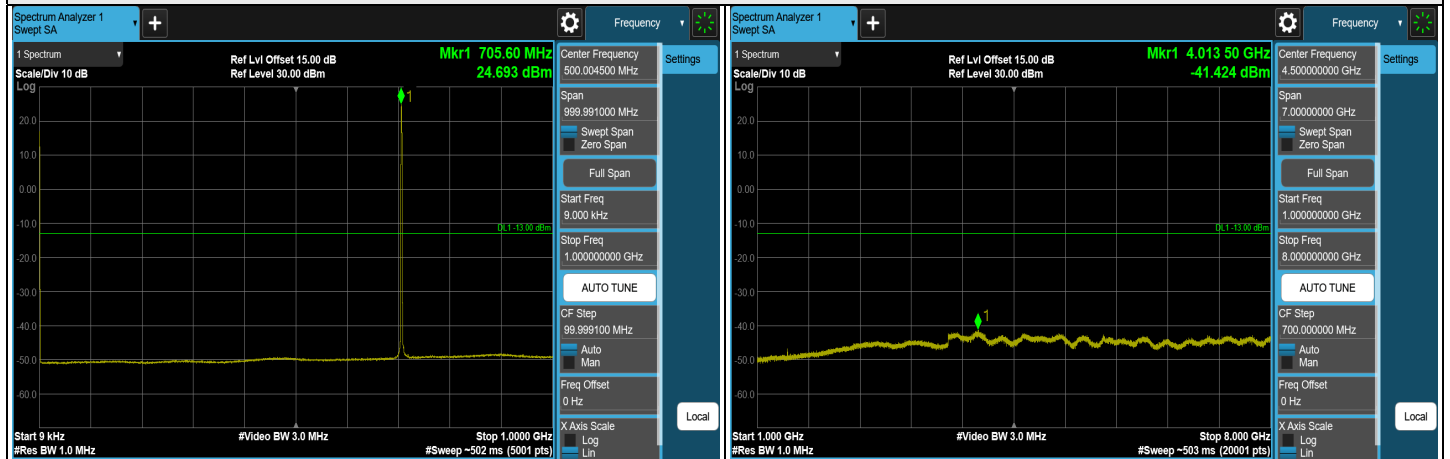 Spectrum Analyzer 1
Swept SA
+
Frequency
1 Spectrum
Scale/Div 10 dB
Log
Ref Lvl Offset 15.00 dB
Ref Level 30.00 dBm
Mkr1 705.60 MHz
24.693 dBm
1
20.0
10.0
0.00
-10.0
DL1 -13.00 dBm
-20.0
-30.0
-40.0
-50.0
-60.0
Start 9 kHz
#Res BW 1.0 MHz
#Video BW 3.0 MHz
Stop 1.0000 GHz
#Sweep ~502 ms (5001 pts)
Center Frequency
500.004500 MHz
Settings
Span
999.991000 MHz
Swept Span
Zero Span
Full Span
Start Freq
9.000 kHz
Stop Freq
1.000000000 GHz
AUTO TUNE
CF Step
99.999100 MHz
Auto
Man
Freq Offset
0 Hz
X Axis Scale
Log
Lin
Local
Spectrum Analyzer 1
Swept SA
+
Frequency
1 Spectrum
Scale/Div 10 dB
Log
Ref Lvl Offset 15.00 dB
Ref Level 30.00 dBm
Mkr1 4.013 50 GHz
-41.424 dBm
20.0
10.0
0.00
-10.0
DL1 -13.00 dBm
-20.0
-30.0
1
-40.0
-50.0
-60.0
Start 1.000 GHz
#Res BW 1.0 MHz
#Video BW 3.0 MHz
Stop 8.000 GHz
#Sweep ~503 ms (20001 pts)
Center Frequency
4.500000000 GHz
Settings
Span
7.00000000 GHz
Swept Span
Zero Span
Full Span
Start Freq
1.000000000 GHz
Stop Freq
8.000000000 GHz
AUTO TUNE
CF Step
700.000000 MHz
Auto
Man
Freq Offset
0 Hz
X Axis Scale
Log
Lin
Local